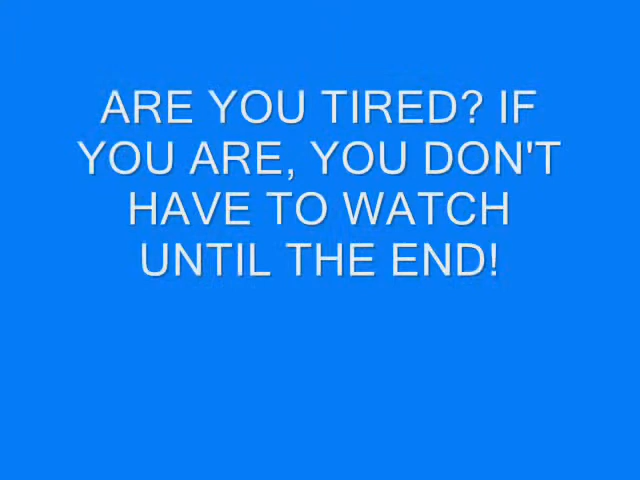 ARE YOU TIRED? IF
YOU ARE, YOU DON'T
HAVE TO WATCH
UNTIL THE END!